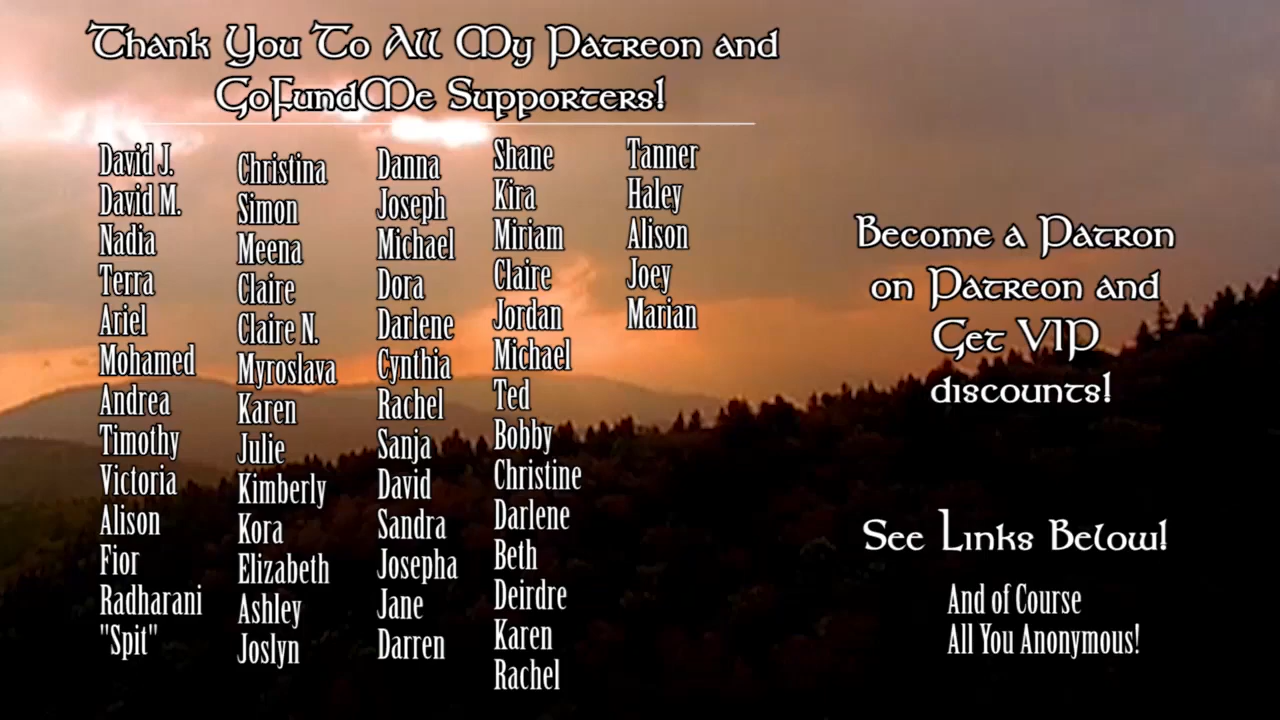 Thank You To All My Patreon and
GoFundMe Supporters!
David J.
David M.
Nadia
Terra
Ariel
Mohamed
Andrea
Timothy
Victoria
Alison
Fior
Radharani
"Spit"
Christina
Simon
Meena
Claire
Claire N.
Myroslava
Karen
Julie
Kimberly
Kora
Elizabeth
Ashley
Joslyn
Danna
Joseph
Michael
Dora
Darlene
Cynthia
Rachel
Sanja
David
Sandra
Josepha
Jane
Darren
Shane
Kira
Miriam
Claire
Jordan
Michael
Ted
Bobby
Christine
Darlene
Beth
Deirdre
Karen
Rachel
Tanner
Haley
Alison
Joey
Marian
Become a Patron
on Patreon and
Get VIP
discounts!
See Links Below!
And of Course
All You Anonymous!